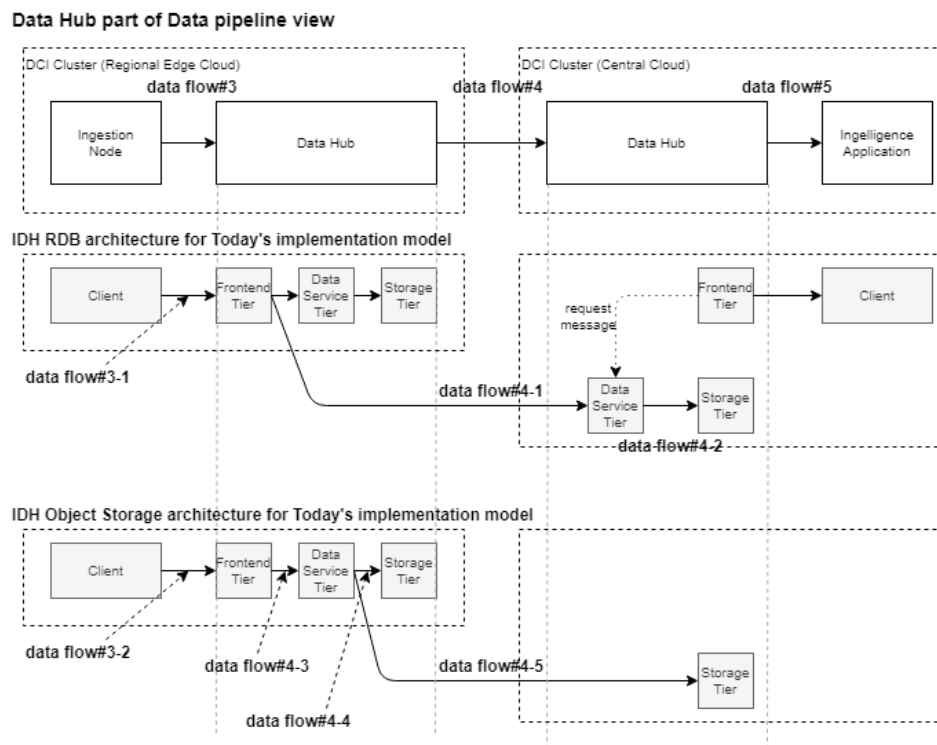 Data Hub part of Data pipeline view
DCI Cluster (Regional Edge Cloud)
DCI Cluster (Central Cloud)
data flow#3
data flow#4
data flow#5
Ingestion
Node
Data Hub
Data Hub
Ingelligence
Application
IDH RDB architecture for Today's implementation model
Client
Frontend
Tier
Data
Service
Tier
Storage
Tier
Frontend
Tier
Client
request
message
data flow#3-1
data flow#4-1
Data
Service
Tier
Storage
Tier
data flow#4-2
IDH Object Storage architecture for Today's implementation model
Client
Frontend
Tier
Data
Service
Tier
Storage
Tier
data flow#3-2
data flow#4-3
data flow#4-5
Storage
Tier
data flow#4-4